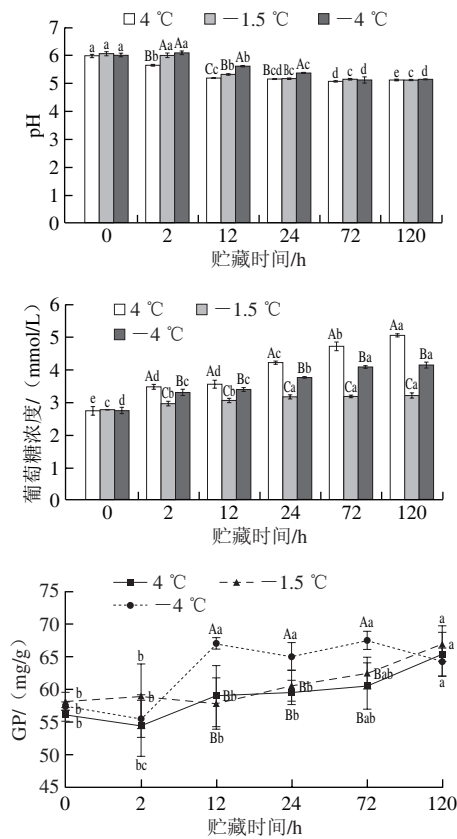 4 ℃ －1.5 ℃ －4 ℃
pH
7
6
5
4
3
2
1
0
a a a
Bb Aa Aa
Cc Bb Ab
Bcd Bc Ac
d c d
e c d
0 2 12 24 72 120
贮藏时间/h
4 ℃ －1.5 ℃
－4 ℃
葡萄糖浓度/（mmol/L）
6
5
4
3
2
1
0
e c d
Ad Cb Bc
Ad Cb Bc
Ac Ca Bb
Ab Ca Ba
Aa Ca Ba
0 2 12 24 72 120
贮藏时间/h
4 ℃ －1.5 ℃
－4 ℃
GP/（mg/g）
75
70
65
60
55
50
45
b b b
b b bc
Aa Bb Bb
Aa Bb Bb
Aa Bab Bab
a a a
0 2 12 24 72 120
贮藏时间/h